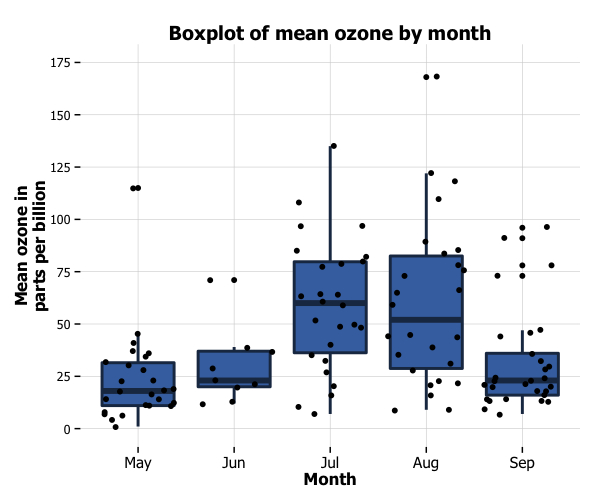 Boxplot of mean ozone by month
Mean ozone in
parts per billion
175
150
125
100
75
50
25
0
May Jun Jul Aug Sep
Month